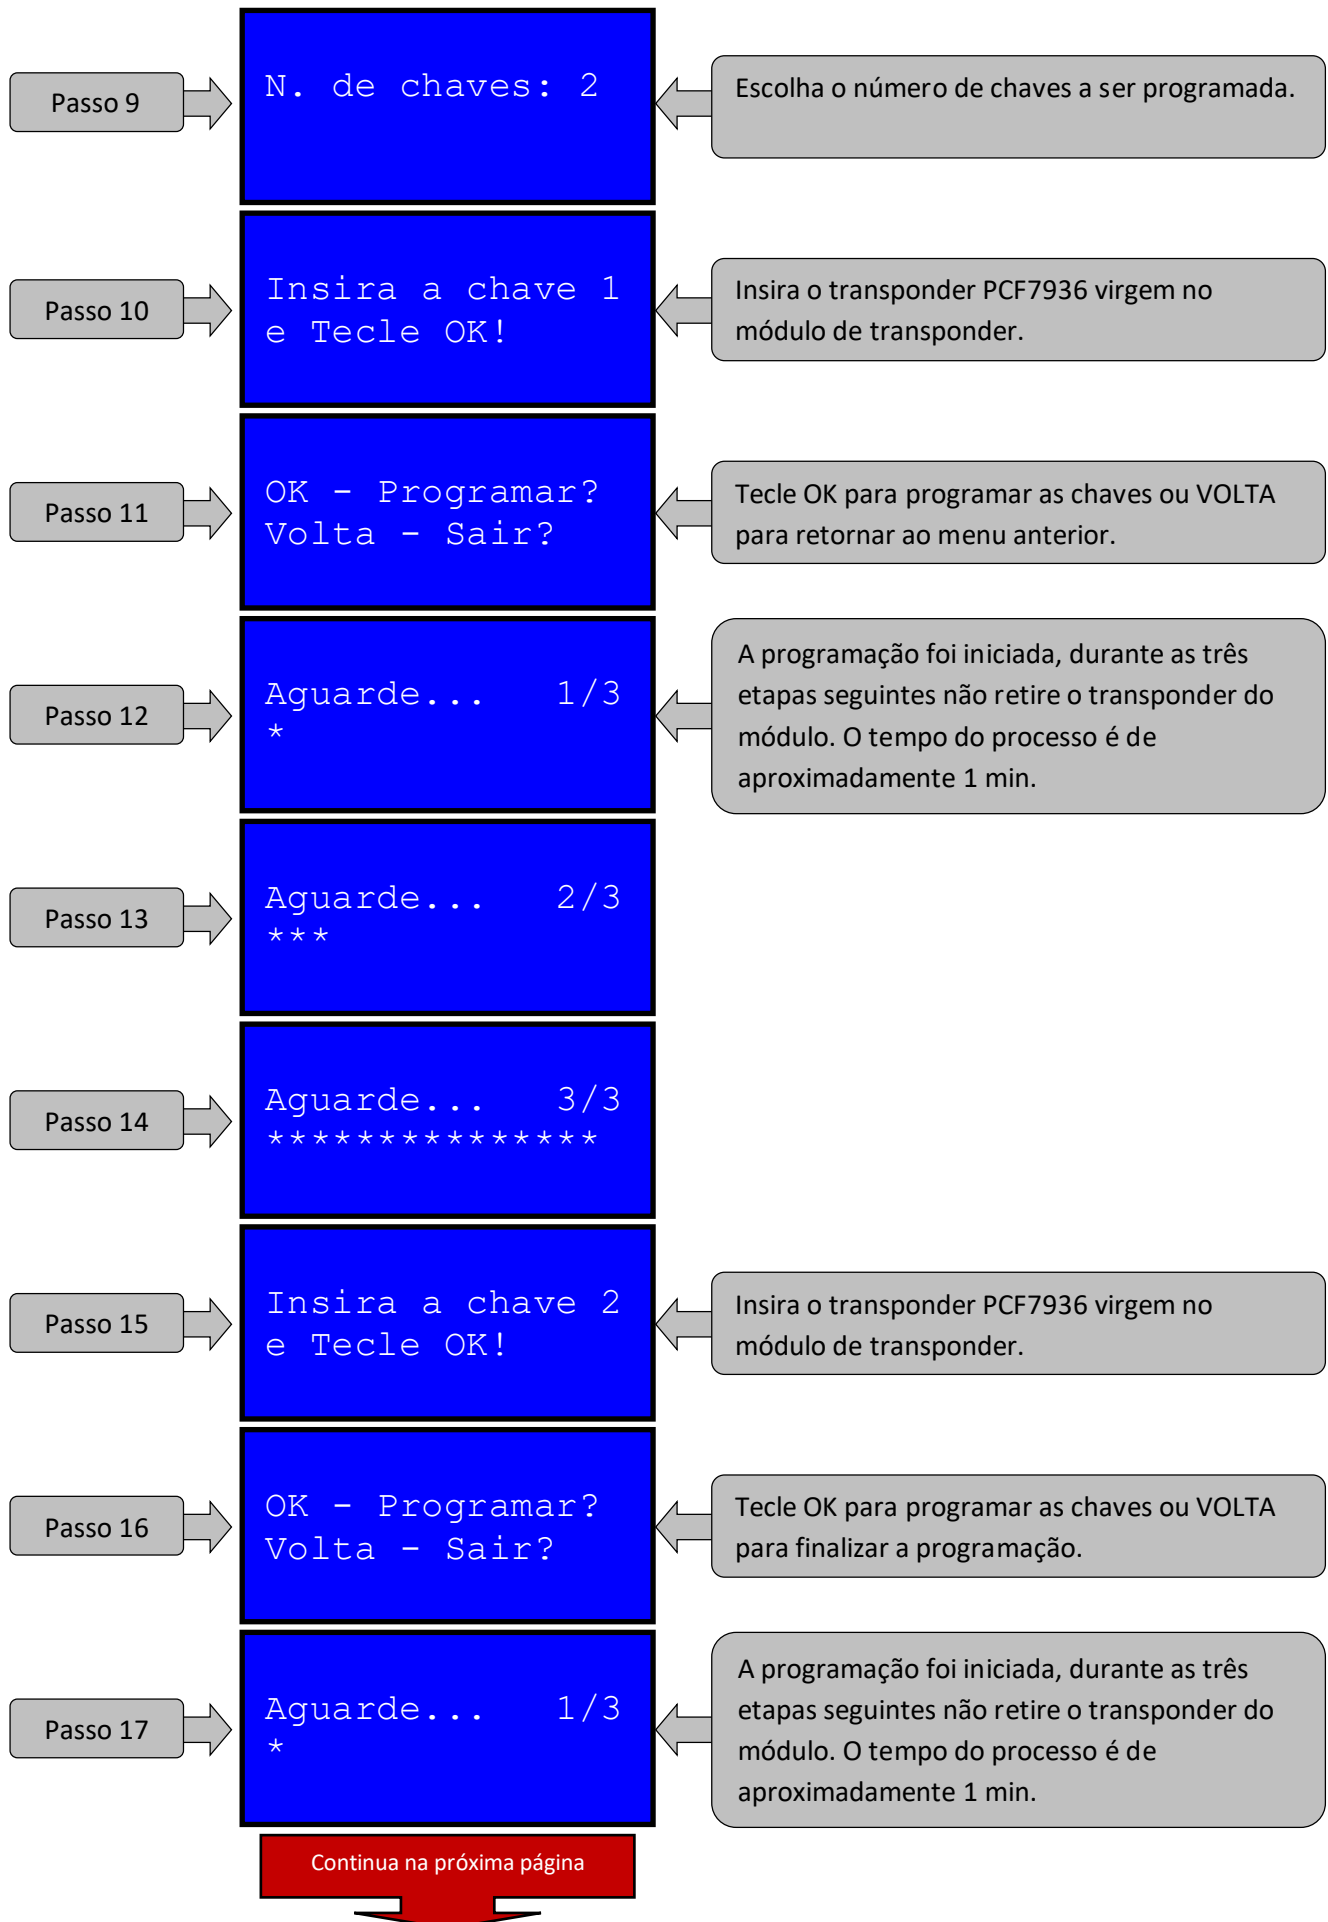 Passo 9
N. de chaves: 2
Escolha o número de chaves a ser programada.
Passo 10
Insira a chave 1
e Tecle OK!
Insira o transponder PCF7936 virgem no
módulo de transponder.
Passo 11
OK - Programar?
Volta - Sair?
Tecle OK para programar as chaves ou VOLTA
para retornar ao menu anterior.
Passo 12
Aguarde... 1/3
*
A programação foi iniciada, durante as três
etapas seguintes não retire o transponder do
módulo. O tempo do processo é de
aproximadamente 1 min.
Passo 13
Aguarde... 2/3
***
Passo 14
Aguarde... 3/3
***************
Passo 15
Insira a chave 2
e Tecle OK!
Insira o transponder PCF7936 virgem no
módulo de transponder.
Passo 16
OK - Programar?
Volta - Sair?
Tecle OK para programar as chaves ou VOLTA
para finalizar a programação.
Passo 17
Aguarde... 1/3
*
A programação foi iniciada, durante as três
etapas seguintes não retire o transponder do
módulo. O tempo do processo é de
aproximadamente 1 min.
Continua na próxima página